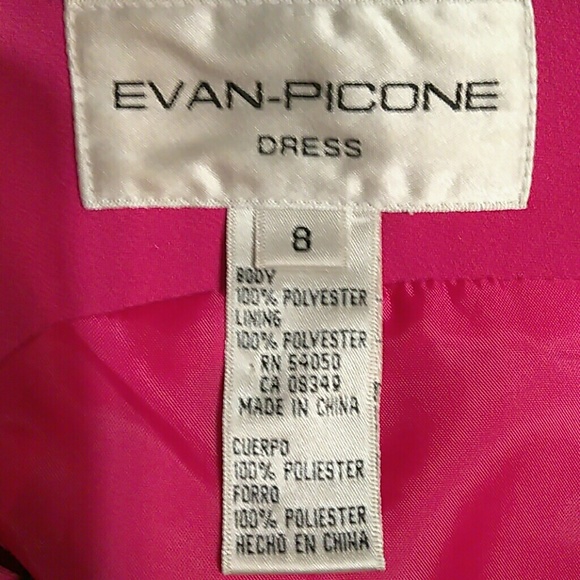 EVAN-PICONE
DRESS
8
BODY
100% POLYESTER
LINING
100% POLYESTER
RN 54050
CA 08349
MADE IN CHINA
CUERPO
100% POLIESTER
FORRO
100% POLIESTER
HECHO EN CHINA